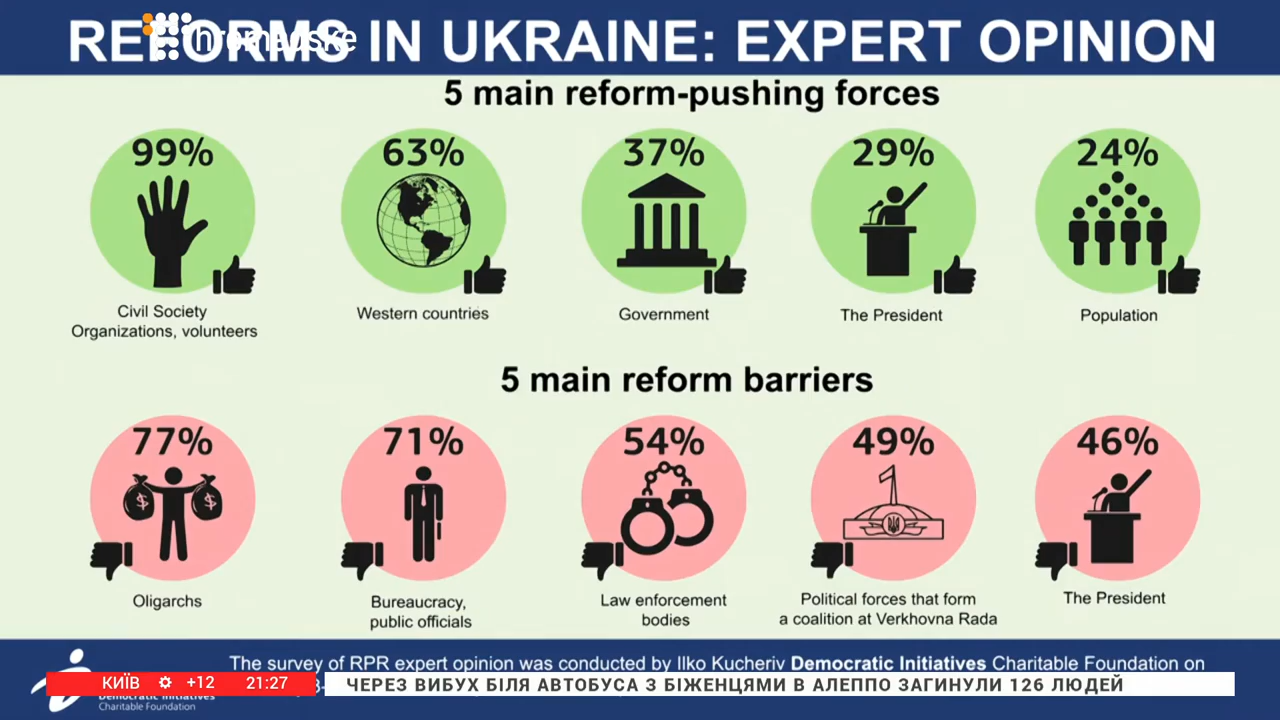 REFORMS IN UKRAINE: EXPERT OPINION
hromadske
5 main reform-pushing forces
99%
63%
37%
29%
24%
Civil Society
Organizations, volunteers
Western countries
Government
The President
Population
5 main reform barriers
77%
71%
54%
49%
46%
Oligarchs
Bureaucracy,
public officials
Law enforcement
bodies
Political forces that form
a coalition at Verkhovna Rada
The President
The survey of RPR expert opinion was conducted by Ilko Kucheriv Democratic Initiatives Charitable Foundation on
КИЇВ +12 21:27
ЧЕРЕЗ ВИБУХ БІЛЯ АВТОБУСА З БІЖЕНЦЯМИ В АЛЕППО ЗАГИНУЛИ 126 ЛЮДЕЙ
Democratic Initiatives
Charitable Foundation